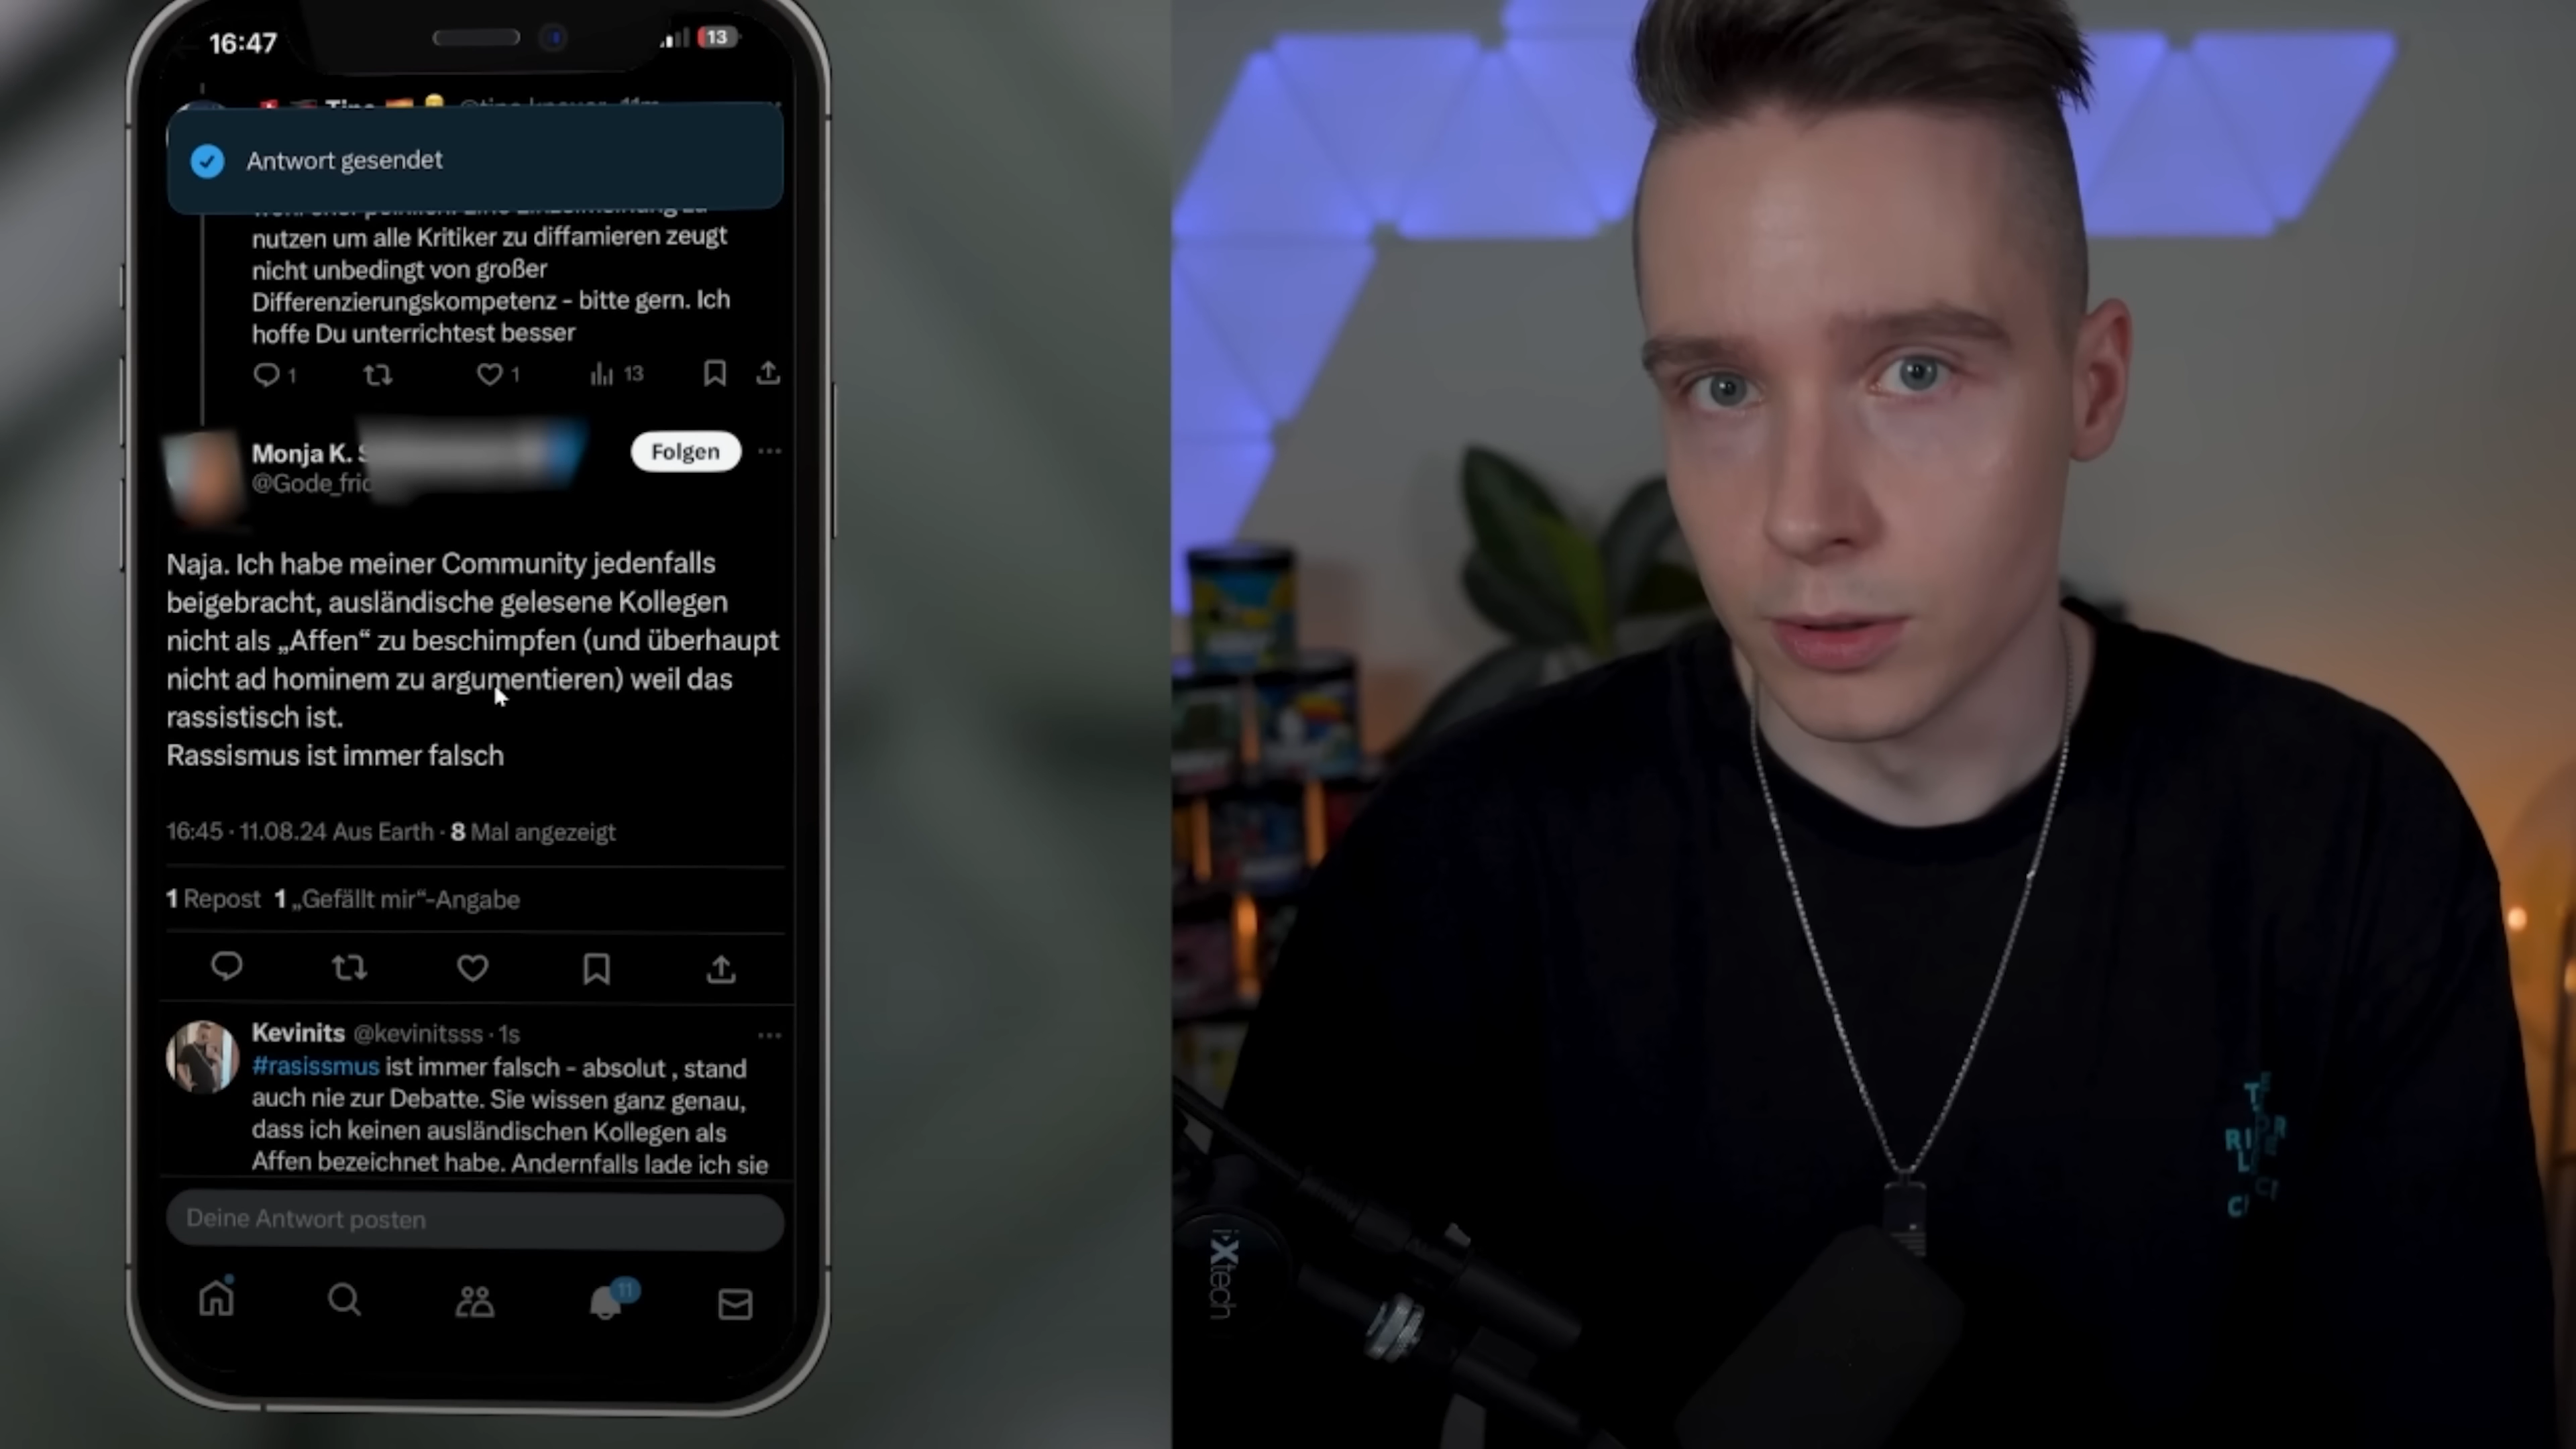 16:47
13
Antwort gesendet
nutzen um alle Kritiker zu diffamieren zeugt
nicht unbedingt von großer
Differenzierungskompetenz - bitte gern. Ich
hoffe Du unterrichtest besser
1
1
13
Monja K.
Folgen
@Gode_fri
Naja. Ich habe meiner Community jedenfalls
beigebracht, ausländische gelesene Kollegen
nicht als „Affen“ zu beschimpfen (und überhaupt
nicht ad hominem zu argumentieren) weil das
rassistisch ist.
Rassismus ist immer falsch
16:45 · 11.08.24 Aus Earth · 8 Mal angezeigt
1 Repost 1 „Gefällt mir“-Angabe
Kevinits @kevinitsss · 1s
#rasissmus ist immer falsch - absolut , stand
auch nie zur Debatte. Sie wissen ganz genau,
dass ich keinen ausländischen Kollegen als
Affen bezeichnet habe. Andernfalls lade ich sie
Deine Antwort posten
11
iXtech